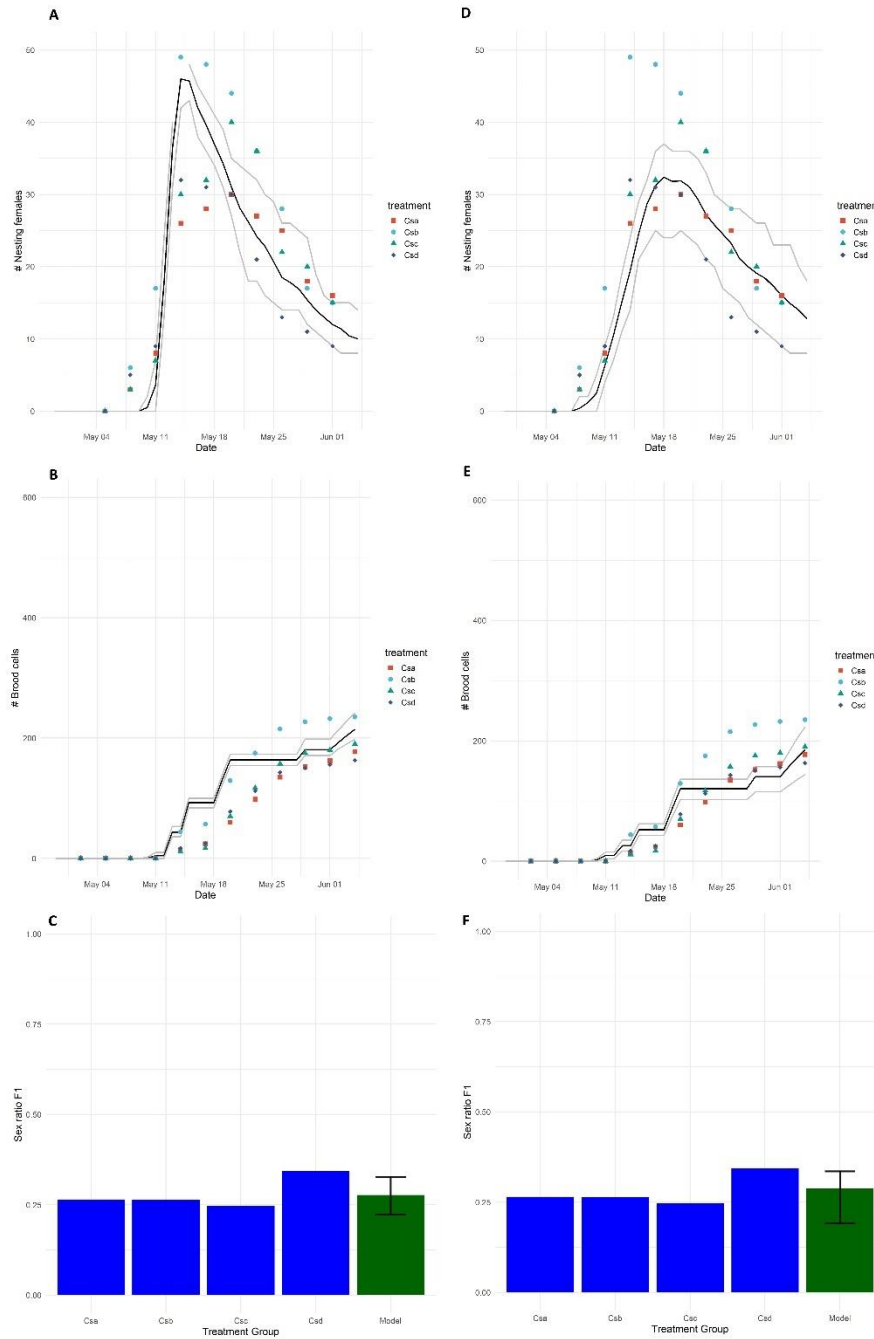 A
50
40
30
20
10
0
# Nesting females
May 04 May 11 May 18 May 25 Jun 01
Date
treatment
Csa
Csb
Csc
Csd
D
50
40
30
20
10
0
# Nesting females
May 04 May 11 May 18 May 25 Jun 01
Date
treatmen
Csa
Csb
Csc
Csd
B
600
400
200
0
# Brood cells
May 04 May 11 May 18 May 25 Jun 01
Date
treatment
Csa
Csb
Csc
Csd
E
600
400
200
0
# Brood cells
May 04 May 11 May 18 May 25 Jun 01
Date
treatmen
Csa
Csb
Csc
Csd
C
1.00
0.75
0.50
0.25
0.00
Sex ratio F1
Csa Csb Csc Csd Model
Treatment Group
F
1.00
0.75
0.50
0.25
0.00
Sex ratio F1
Csa Csb Csc Csd Model
Treatment Group